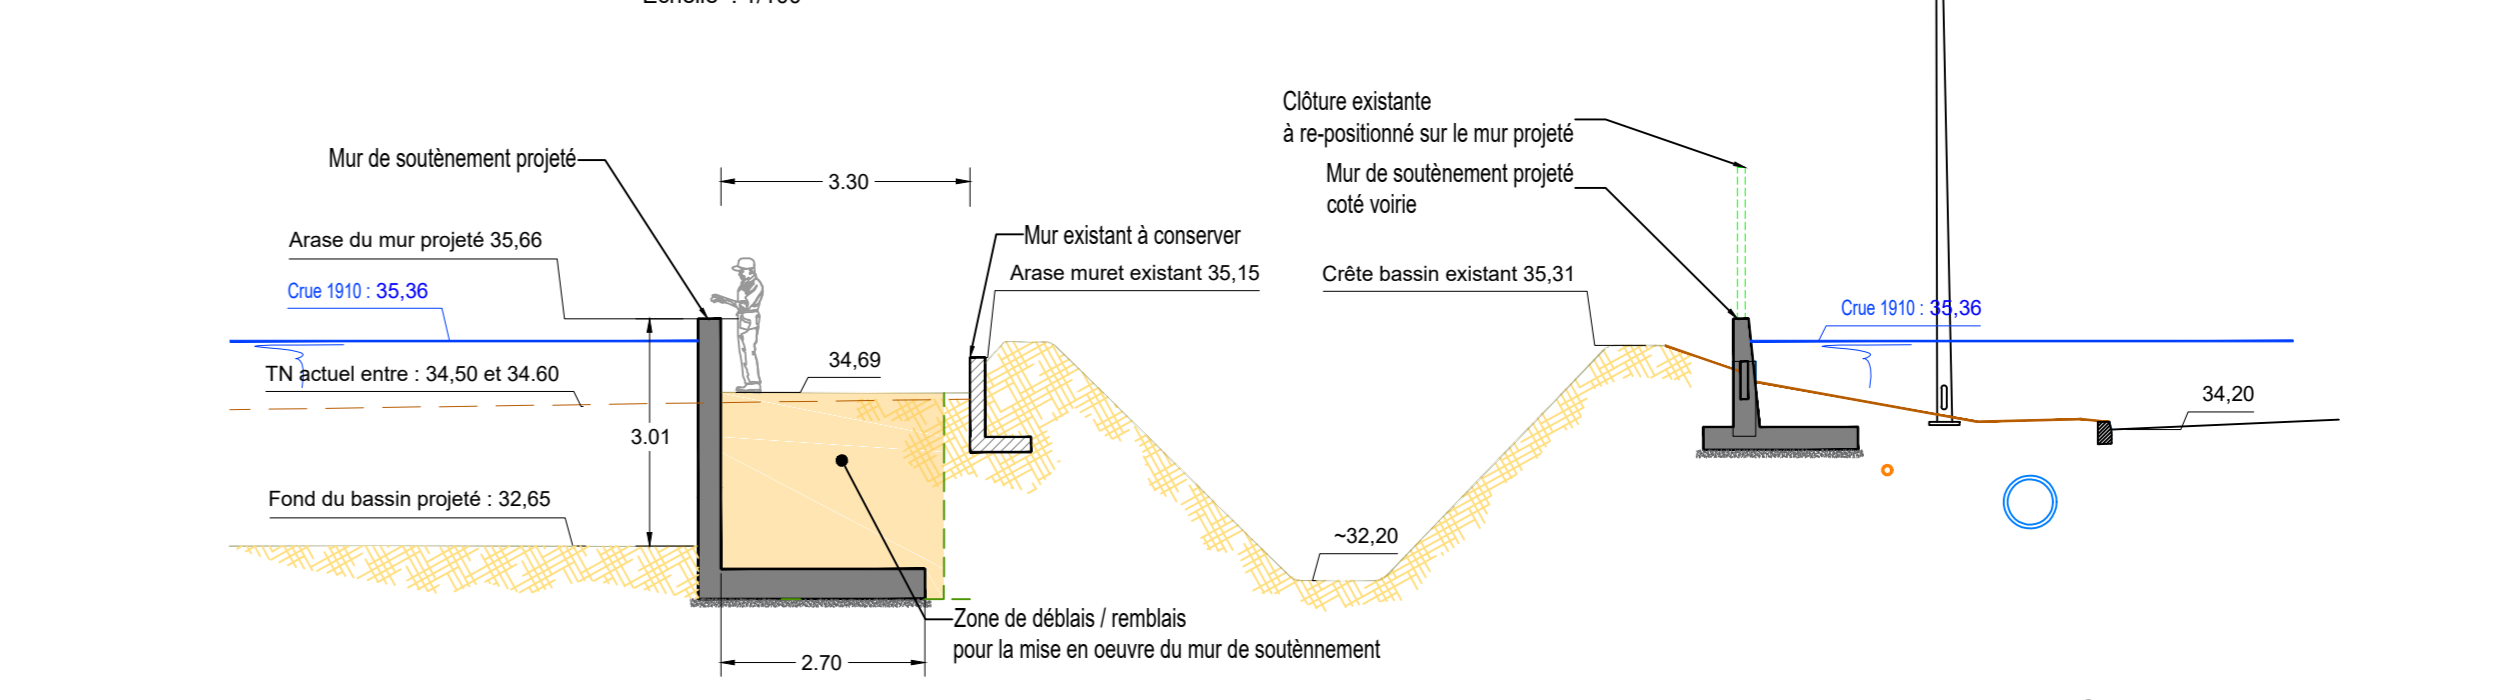 Clôture existante
à re-positionné sur le mur projeté
Mur de soutènement projeté
Mur de soutènement projeté
coté voirie
3.30
Arase du mur projeté 35,66
Mur existant à conserver
Arase muret existant 35,15
Crête bassin existant 35,31
Crue 1910 : 35,36
Crue 1910 : 35,36
34,69
TN actuel entre : 34,50 et 34.60
34,20
3.01
Fond du bassin projeté : 32,65
~32,20
Zone de déblais / remblais
pour la mise en oeuvre du mur de soutènnement
2.70